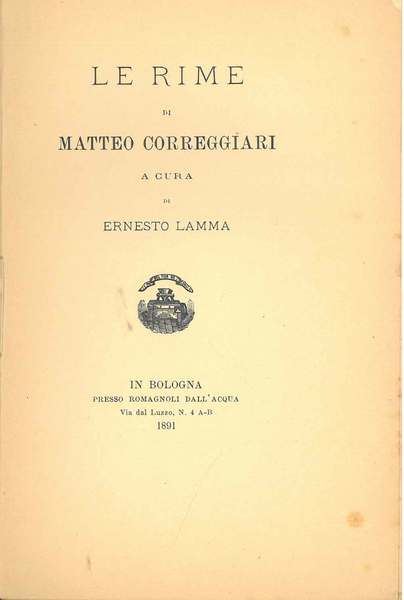 LE RIME
DI
MATTEO CORREGGIARI
A CURA
DI
ERNESTO LAMMA
IN BOLOGNA
PRESSO ROMAGNOLI DALL'ACQUA
Via dal Luzzo, N. 4 A-B
1891